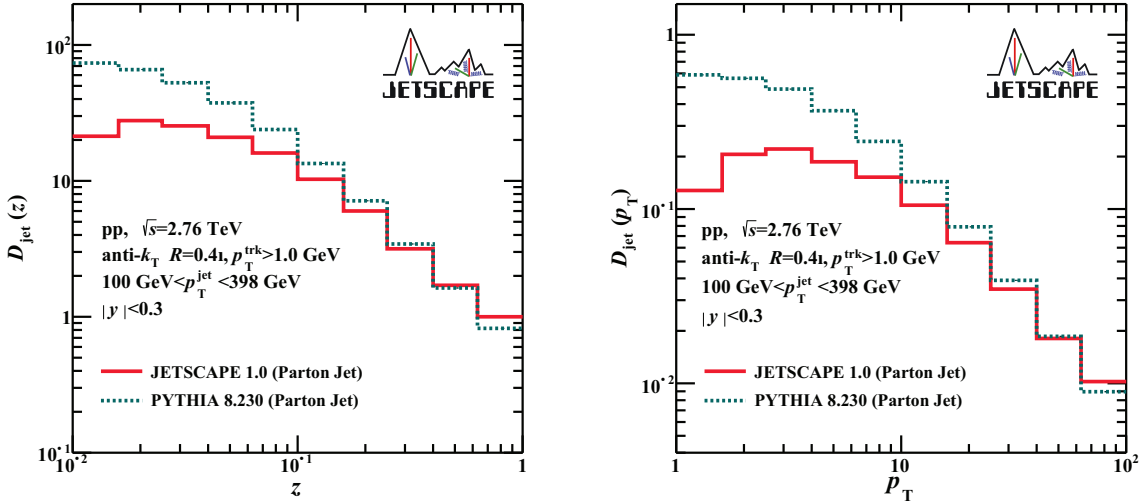 10²
10
1
10⁻¹
D_jet (z)
JETSCAPE
pp, √s=2.76 TeV
anti-k_T R=0.4ı, p_T^trk>1.0 GeV
100 GeV<p_T^jet <398 GeV
| y |<0.3
JETSCAPE 1.0 (Parton Jet)
PYTHIA 8.230 (Parton Jet)
10⁻² 10⁻¹ 1
z
1
10⁻¹
10⁻²
D_jet (p_T)
JETSCAPE
pp, √s=2.76 TeV
anti-k_T R=0.4ı, p_T^trk>1.0 GeV
100 GeV<p_T^jet <398 GeV
| y |<0.3
JETSCAPE 1.0 (Parton Jet)
PYTHIA 8.230 (Parton Jet)
1 10 10²
p_T